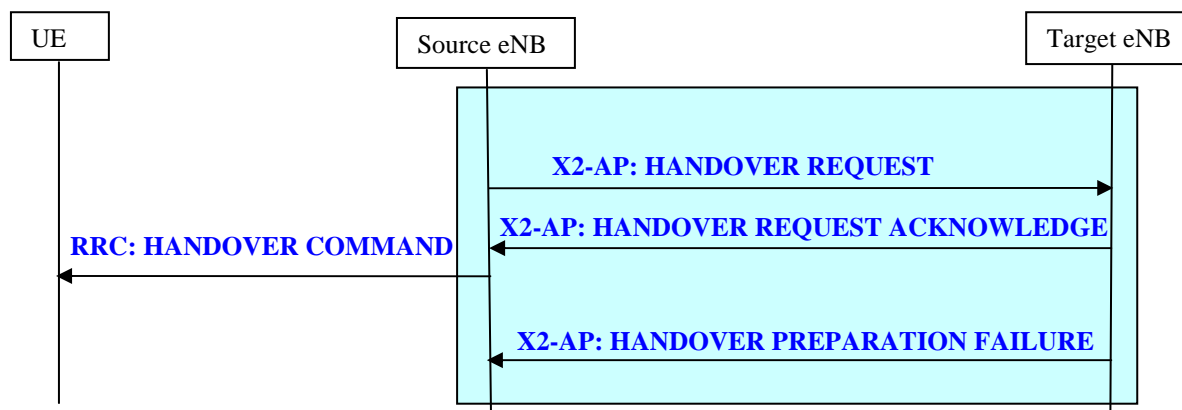 UE
Source eNB
Target eNB
X2-AP: HANDOVER REQUEST
X2-AP: HANDOVER REQUEST ACKNOWLEDGE
RRC: HANDOVER COMMAND
X2-AP: HANDOVER PREPARATION FAILURE